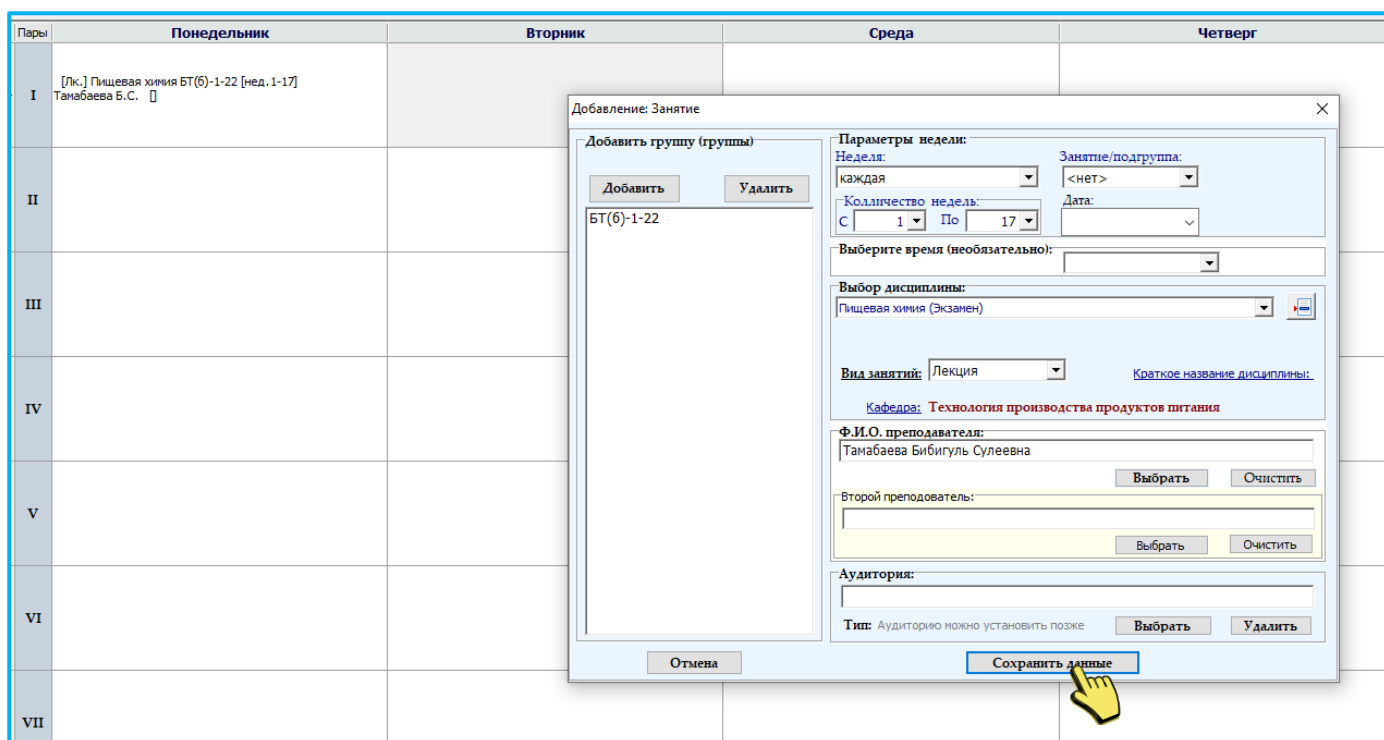 Пары Понедельник Вторник Среда Четверг
I
[Лк.] Пищевая химия БТ(б)-1-22 [нед.1-17]
Тамабаева Б.С. []
II
III
IV
V
VI
VII
Добавление: Занятие
Добавить группу (группы)
Добавить Удалить
БТ(б)-1-22
Отмена
Параметры недели:
Неделя: Занятие/подгруппа:
каждая <нет>
Колличество недель: Дата:
С 1 По 17
Выберите время (необязательно):
Выбор дисциплины:
Пищевая химия (Экзамен)
Вид занятий: Лекция Краткое название дисциплины:
Кафедра: Технология производства продуктов питания
Ф.И.О. преподавателя:
Тамабаева Бибигуль Сулеевна
Выбрать Очистить
Второй преподователь:
Выбрать Очистить
Аудитория:
Тип: Аудиторию можно установить позже Выбрать Удалить
Сохранить данные